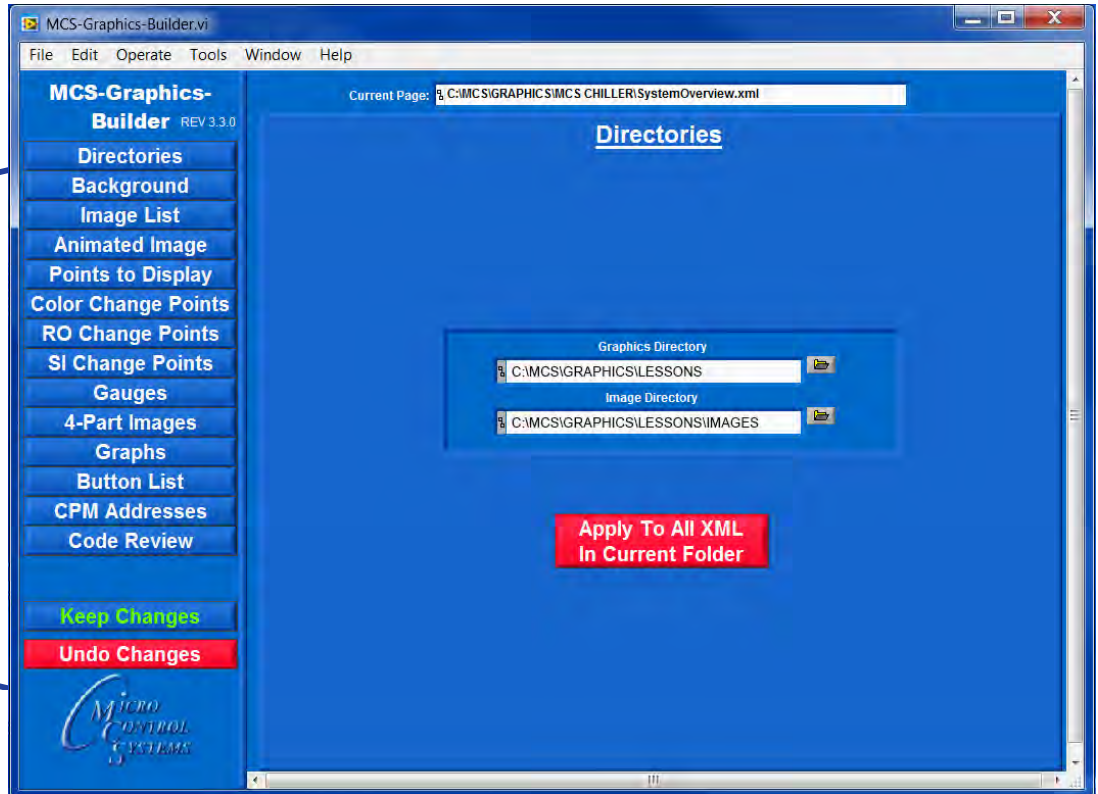 MCS-Graphics-Builder.vi
File Edit Operate Tools Window Help
MCS-Graphics-
Builder REV 3.3.0
Directories
Background
Image List
Animated Image
Points to Display
Color Change Points
RO Change Points
SI Change Points
Gauges
4-Part Images
Graphs
Button List
CPM Addresses
Code Review
Keep Changes
Undo Changes
MICRO
CONTROL
SYSTEMS
Current Page: C:\MCS\GRAPHICS\MCS CHILLER\SystemOverview.xml
Directories
Graphics Directory
C:\MCS\GRAPHICS\LESSONS
Image Directory
C:\MCS\GRAPHICS\LESSONS\IMAGES
Apply To All XML
In Current Folder